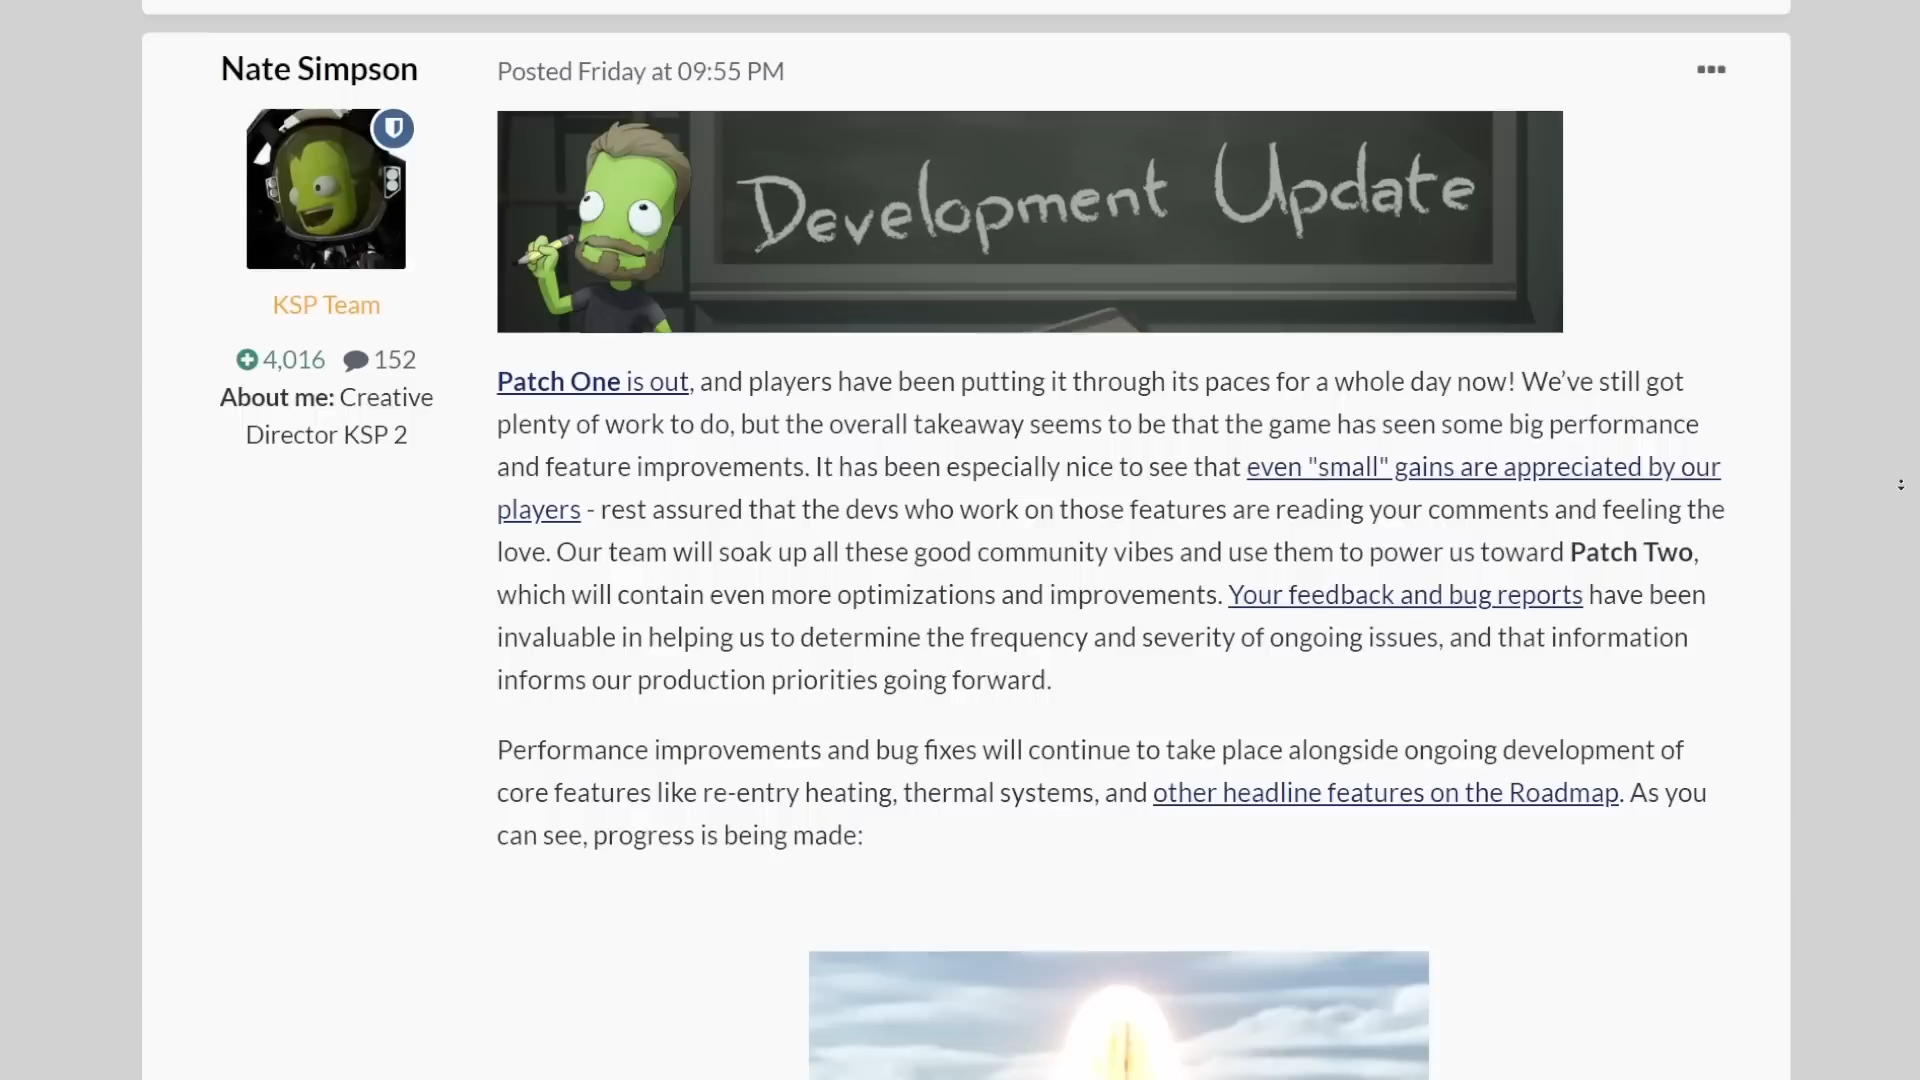 Nate Simpson
Posted Friday at 09:55 PM
KSP Team
4,016 152
About me: Creative
Director KSP 2
Development Update
Patch One is out, and players have been putting it through its paces for a whole day now! We’ve still got
plenty of work to do, but the overall takeaway seems to be that the game has seen some big performance
and feature improvements. It has been especially nice to see that even "small" gains are appreciated by our
players - rest assured that the devs who work on those features are reading your comments and feeling the
love. Our team will soak up all these good community vibes and use them to power us toward Patch Two,
which will contain even more optimizations and improvements. Your feedback and bug reports have been
invaluable in helping us to determine the frequency and severity of ongoing issues, and that information
informs our production priorities going forward.
Performance improvements and bug fixes will continue to take place alongside ongoing development of
core features like re-entry heating, thermal systems, and other headline features on the Roadmap. As you
can see, progress is being made: